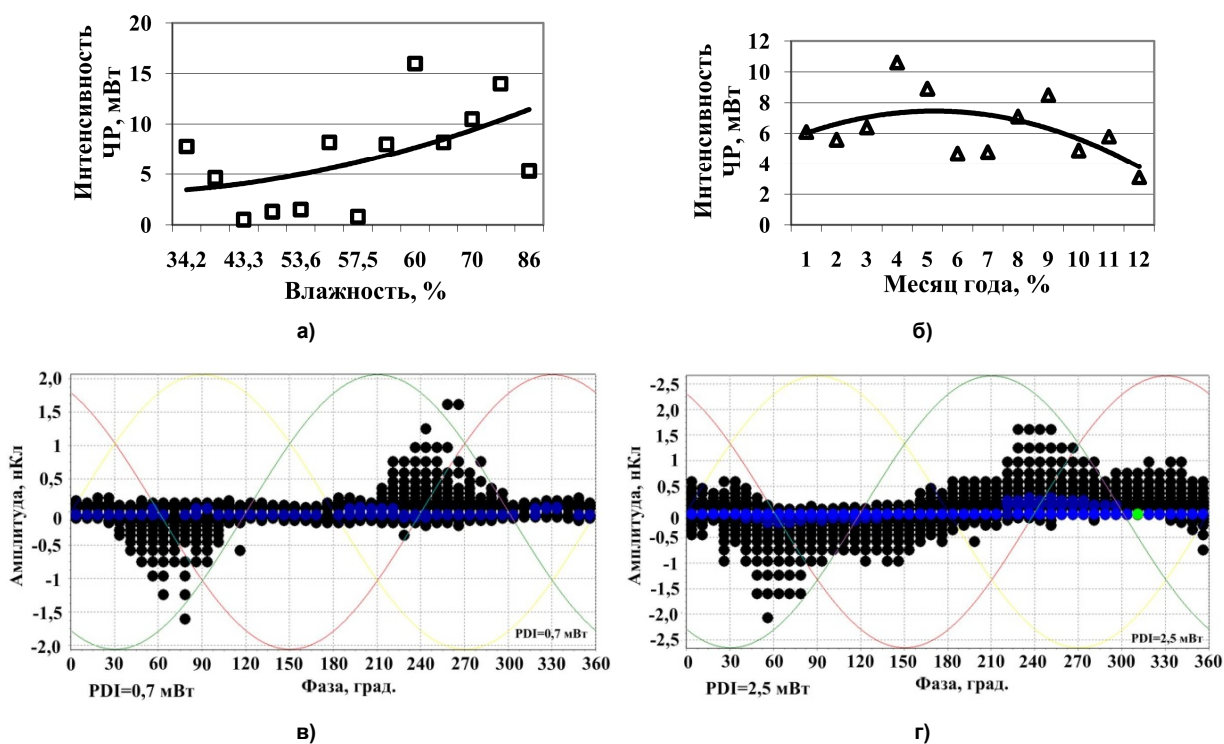 20
15
10
5
0
Интенсивность
ЧР, мВт
34,2 43,3 53,6 57,5 60 70 86
Влажность, %
а)
12
10
8
6
4
2
0
Интенсивность
ЧР, мВт
1 2 3 4 5 6 7 8 9 10 11 12
Месяц года, %
б)
2,0
1,5
1
0,5
0
-0,5
-1
-1,5
-2,0
Амплитуда, нКл
PDI=0,7 мВт
0 30 60 90 120 150 180 210 240 270 300 330 360
PDI=0,7 мВт
Фаза, град.
в)
-2,5
2,0
1,5
1,0
0,5
0
-0,5
-1,0
-1,5
-2,0
-2,5
Амплитуда, нКл
PDI=2,5 мВт
0 30 60 90 120 150 180 210 240 270 300 330 360
PDI=2,5 мВт
Фаза, град.
г)